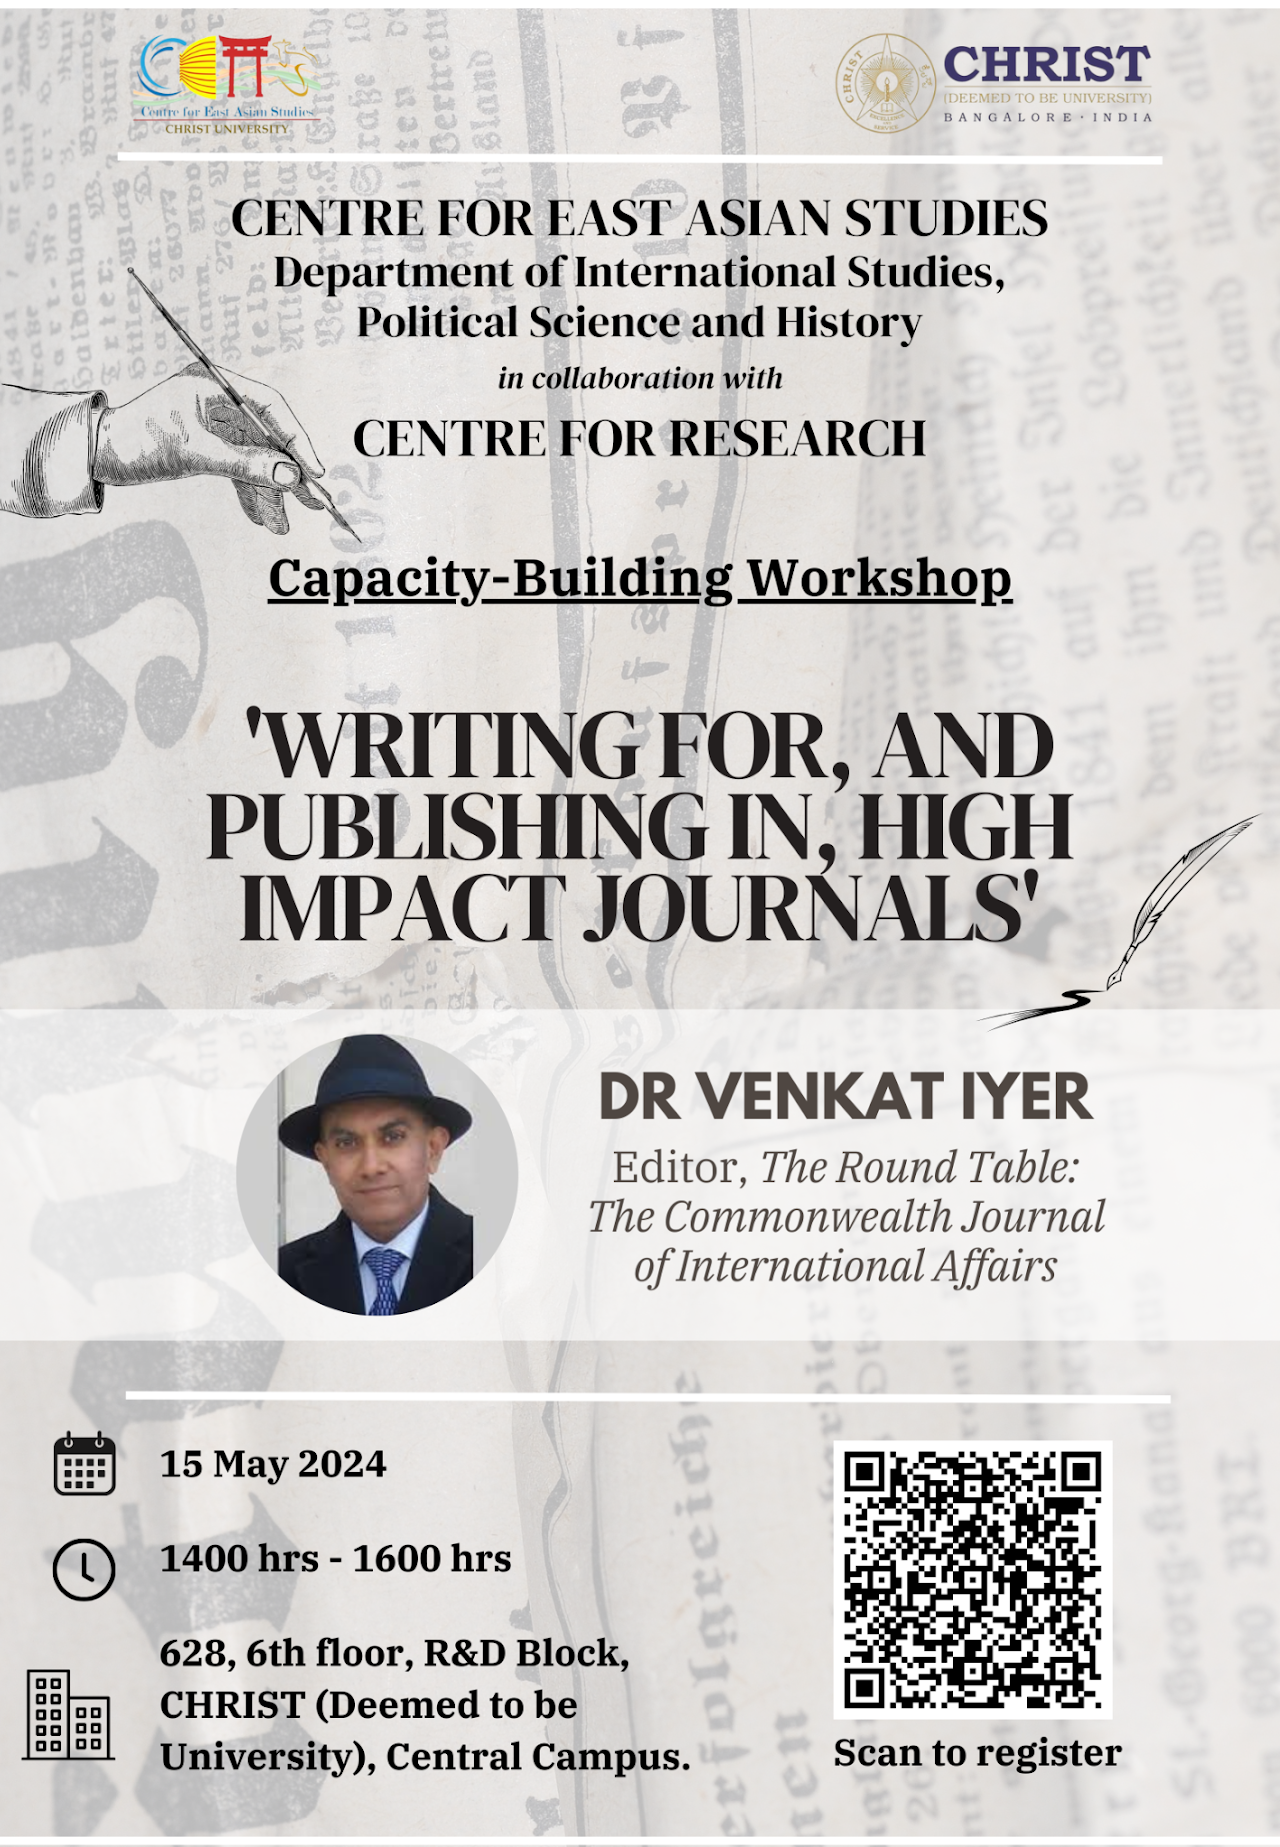 Centre for East Asian Studies
CHRIST UNIVERSITY
CHRIST
(DEEMED TO BE UNIVERSITY)
BANGALORE · INDIA
CENTRE FOR EAST ASIAN STUDIES
Department of International Studies,
Political Science and History
in collaboration with
CENTRE FOR RESEARCH
Capacity-Building Workshop
'WRITING FOR, AND
PUBLISHING IN, HIGH
IMPACT JOURNALS'
DR VENKAT IYER
Editor, The Round Table:
The Commonwealth Journal
of International Affairs
15 May 2024
1400 hrs - 1600 hrs
628, 6th floor, R&D Block,
CHRIST (Deemed to be
University), Central Campus.
Scan to register